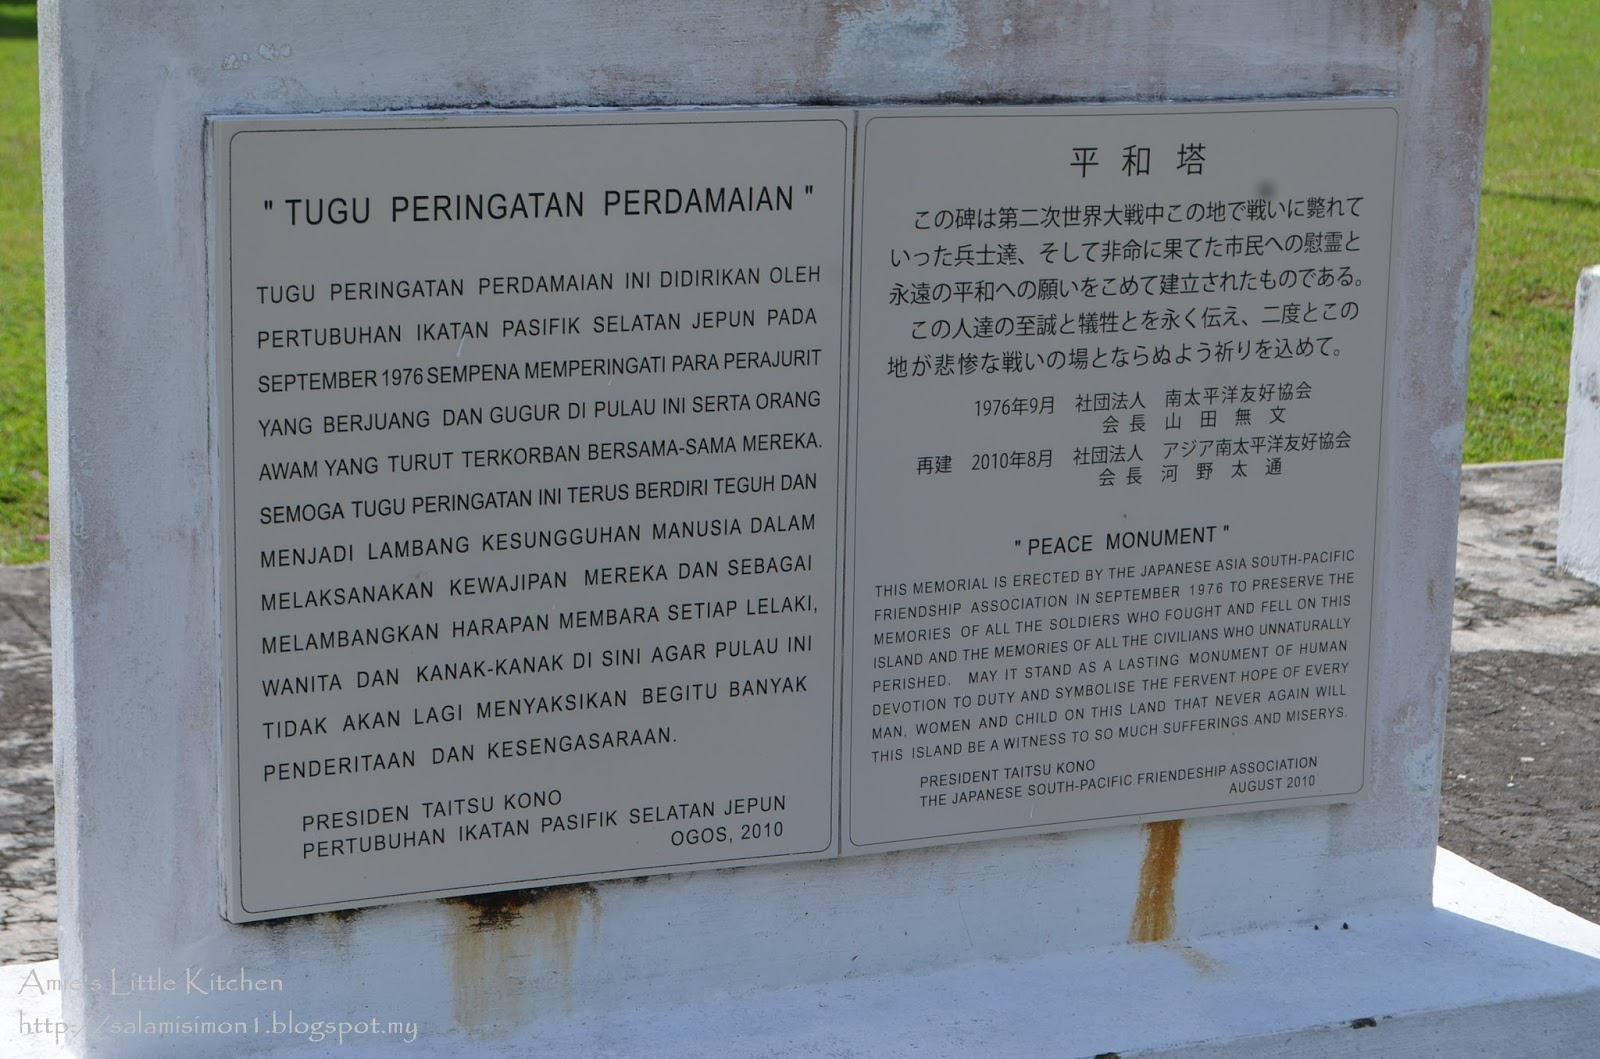 " TUGU PERINGATAN PERDAMAIAN "
TUGU PERINGATAN PERDAMAIAN INI DIDIRIKAN OLEH
PERTUBUHAN IKATAN PASIFIK SELATAN JEPUN PADA
SEPTEMBER 1976 SEMPENA MEMPERINGATI PARA PERAJURIT
YANG BERJUANG DAN GUGUR DI PULAU INI SERTA ORANG
AWAM YANG TURUT TERKORBAN BERSAMA-SAMA MEREKA.
SEMOGA TUGU PERINGATAN INI TERUS BERDIRI TEGUH DAN
MENJADI LAMBANG KESUNGGUHAN MANUSIA DALAM
MELAKSANAKAN KEWAJIPAN MEREKA DAN SEBAGAI
MELAMBANGKAN HARAPAN MEMBARA SETIAP LELAKI,
WANITA DAN KANAK-KANAK DI SINI AGAR PULAU INI
TIDAK AKAN LAGI MENYAKSIKAN BEGITU BANYAK
PENDERITAAN DAN KESENGASARAAN.
PRESIDEN TAITSU KONO
PERTUBUHAN IKATAN PASIFIK SELATAN JEPUN
OGOS, 2010
平和塔
この碑は第二次世界大戦中この地で戦いに斃れて
いった兵士達、そして非命に果てた市民への慰霊と
永遠の平和への願いをこめて建立されたものである。
この人達の至誠と犠牲とを永く伝え、二度とこの
地が悲惨な戦いの場とならぬよう祈りを込めて。
1976年9月 社団法人 南太平洋友好協会
会長 山田無文
再建 2010年8月 社団法人 アジア南太平洋友好協会
会長 河野太通
" PEACE MONUMENT "
THIS MEMORIAL IS ERECTED BY THE JAPANESE ASIA SOUTH-PACIFIC
FRIENDSHIP ASSOCIATION IN SEPTEMBER 1976 TO PRESERVE THE
MEMORIES OF ALL THE SOLDIERS WHO FOUGHT AND FELL ON THIS
ISLAND AND THE MEMORIES OF ALL THE CIVILIANS WHO UNNATURALLY
PERISHED. MAY IT STAND AS A LASTING MONUMENT OF HUMAN
DEVOTION TO DUTY AND SYMBOLISE THE FERVENT HOPE OF EVERY
MAN, WOMEN AND CHILD ON THIS LAND THAT NEVER AGAIN WILL
THIS ISLAND BE A WITNESS TO SO MUCH SUFFERINGS AND MISERYS.
PRESIDENT TAITSU KONO
THE JAPANESE SOUTH-PACIFIC FRIENDESHIP ASSOCIATION
AUGUST 2010
Amie's Little Kitchen
http://salamisimon1.blogspot.my